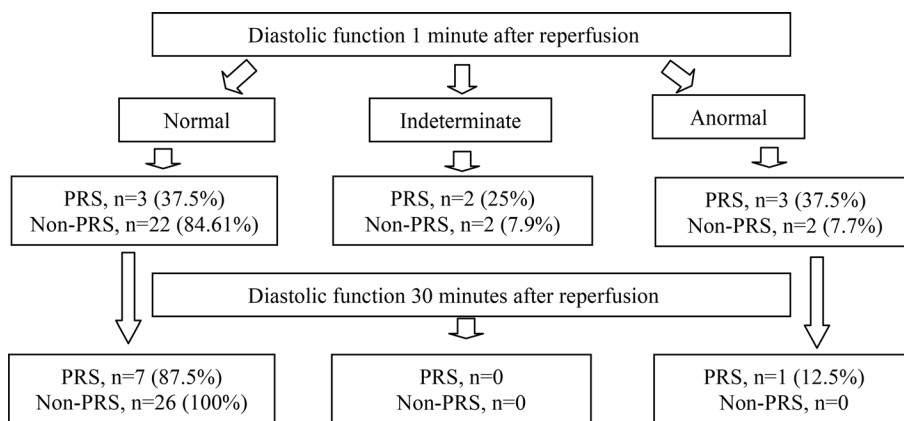 Diastolic function 1 minute after reperfusion
Normal
Indeterminate
Anormal
PRS, n=3 (37.5%)
Non-PRS, n=22 (84.61%)
PRS, n=2 (25%)
Non-PRS, n=2 (7.9%)
PRS, n=3 (37.5%)
Non-PRS, n=2 (7.7%)
Diastolic function 30 minutes after reperfusion
PRS, n=7 (87.5%)
Non-PRS, n=26 (100%)
PRS, n=0
Non-PRS, n=0
PRS, n=1 (12.5%)
Non-PRS, n=0